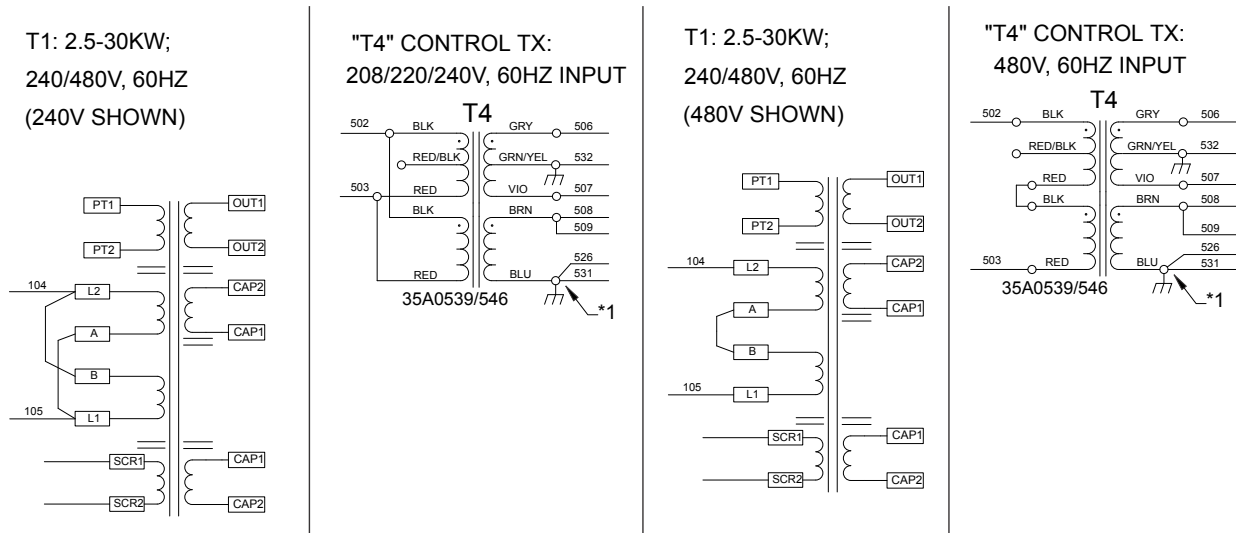 T1: 2.5-30KW;
240/480V, 60HZ
(240V SHOWN)
PT1
OUT1
PT2
OUT2
104
L2
CAP2
A
CAP1
B
105
L1
SCR1
CAP1
SCR2
CAP2
"T4" CONTROL TX:
208/220/240V, 60HZ INPUT
T4
502
BLK
GRY
506
RED/BLK
GRN/YEL
532
503
RED
VIO
507
BLK
BRN
508
509
526
RED
BLU
531
35A0539/546
*1
T1: 2.5-30KW;
240/480V, 60HZ
(480V SHOWN)
PT1
OUT1
PT2
OUT2
104
L2
CAP2
A
CAP1
B
105
L1
SCR1
CAP1
SCR2
CAP2
"T4" CONTROL TX:
480V, 60HZ INPUT
T4
502
BLK
GRY
506
RED/BLK
GRN/YEL
532
RED
VIO
507
BLK
BRN
508
509
526
503
RED
BLU
531
35A0539/546
*1